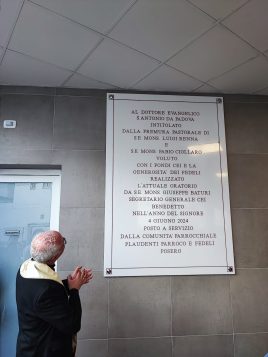 AL DOTTORE EVANGELICO
S.ANTONIO DA PADOVA
INTITOLATO
DALLA PREMURA PASTORALE DI
S.E. MONS. LUIGI RENNA
E
S.E. MONS. FABIO CIOLLARO
VOLUTO
CON I FONDI CEI E LA
GENEROSITÀ DEI FEDELI
REALIZZATO
L'ATTUALE ORATORIO
DA S.E. MONS. GIUSEPPE BATURI
SEGRETARIO GENERALE CEI
BENEDETTO
NELL'ANNO DEL SIGNORE
4 GIUGNO 2024
POSTO A SERVIZIO
DALLA COMUNITÀ PARROCCHIALE
PLAUDENTI PARROCO E FEDELI
POSERO